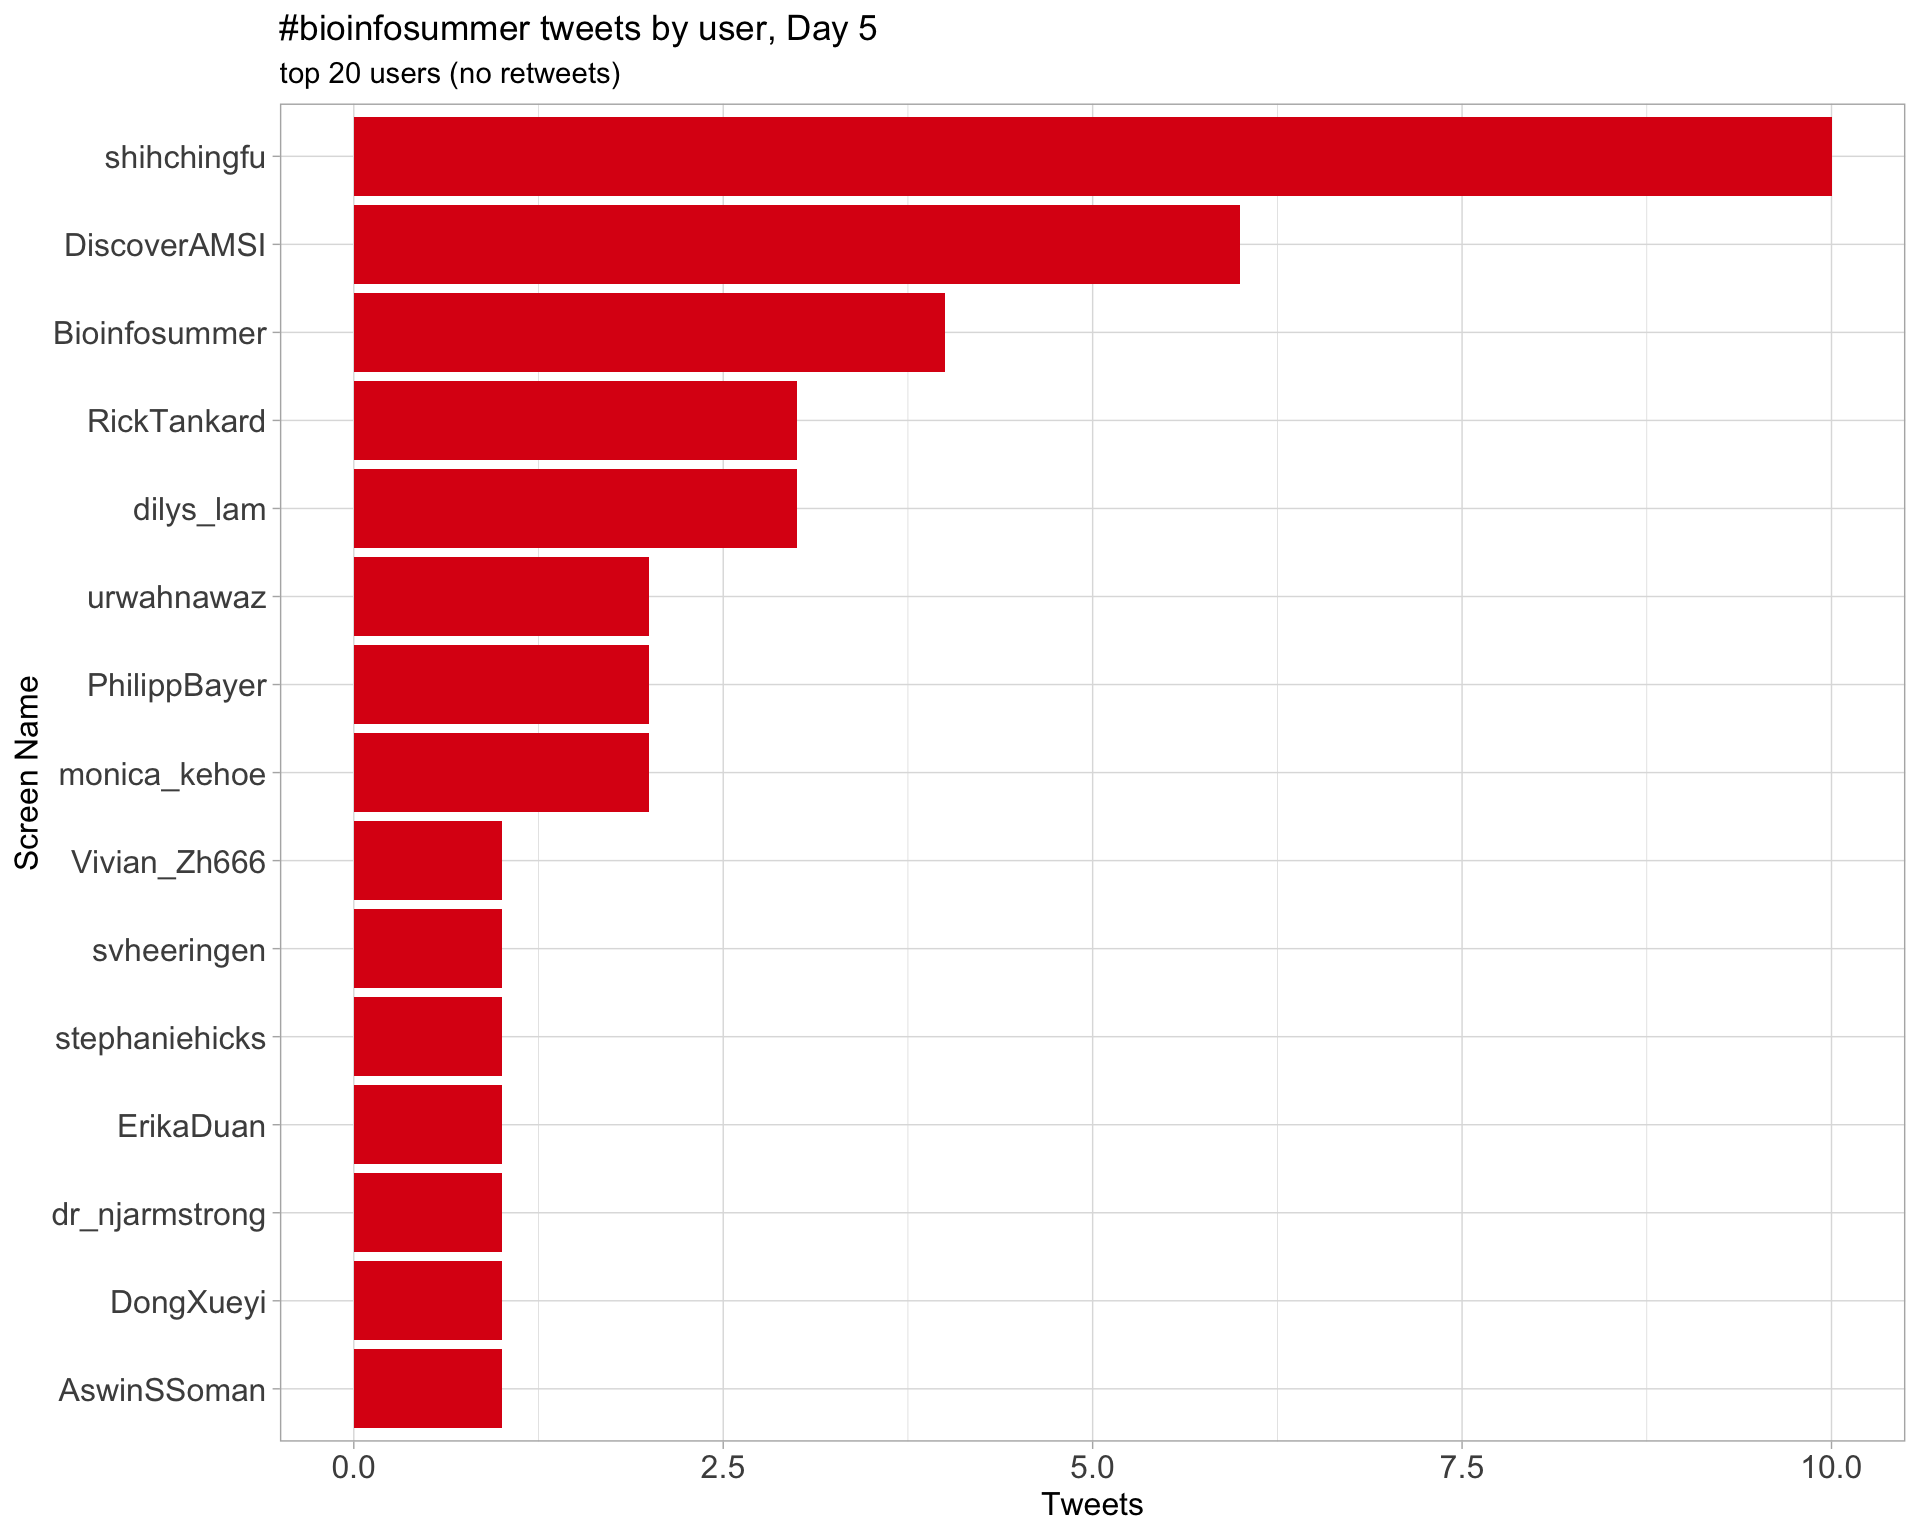 #bioinfosummer tweets by user, Day 5
top 20 users (no retweets)
shihchingfu
DiscoverAMSI
Bioinfosummer
RickTankard
dilys_lam
urwahnawaz
PhilippBayer
monica_kehoe
Vivian_Zh666
svheeringen
stephaniehicks
ErikaDuan
dr_njarmstrong
DongXueyi
AswinSSoman
Screen Name
0.0 2.5 5.0 7.5 10.0
Tweets